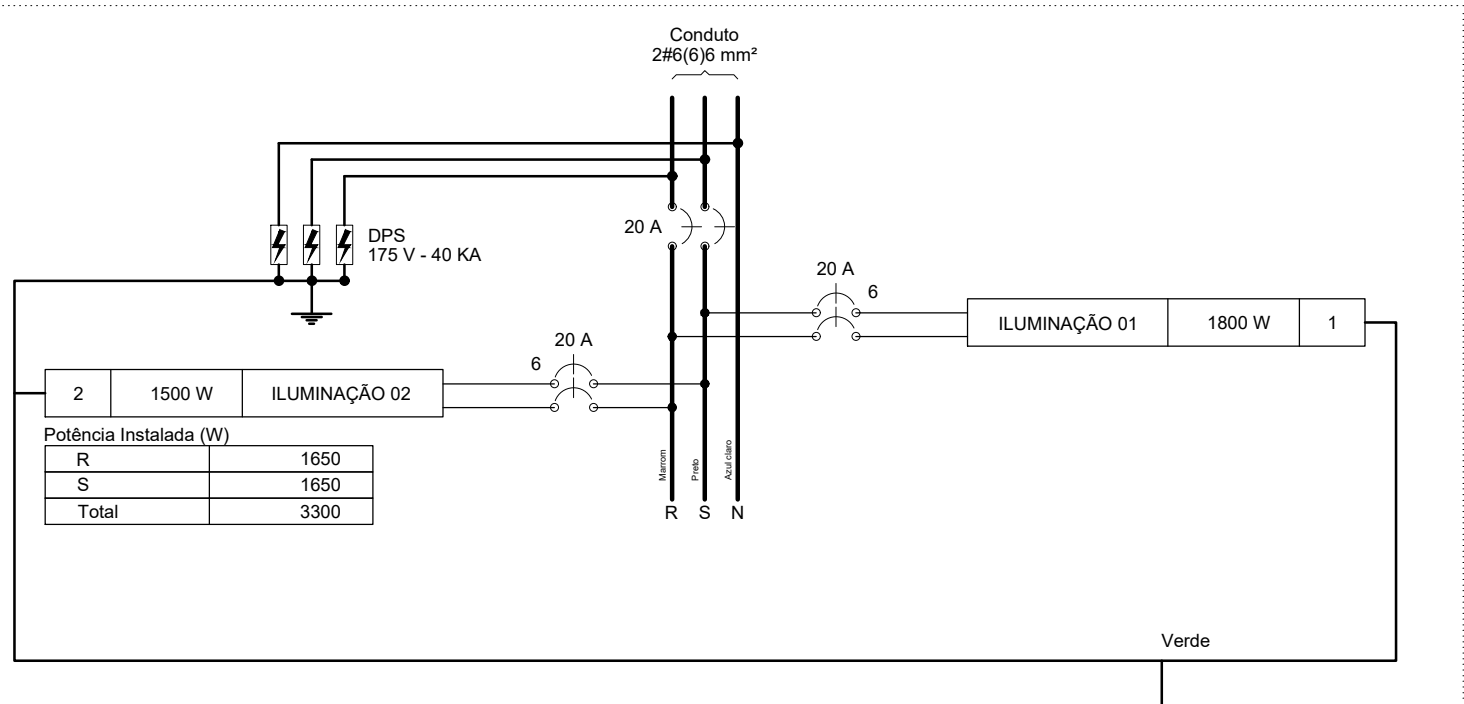 Conduto
2#6(6)6 mm²
20 A
DPS
175 V - 40 KA
20 A
6
ILUMINAÇÃO 01 1800 W 1
20 A
6
2 1500 W ILUMINAÇÃO 02
Potência Instalada (W)
R 1650
S 1650
Total 3300
Marrom
Preto
Azul claro
R S N
Verde